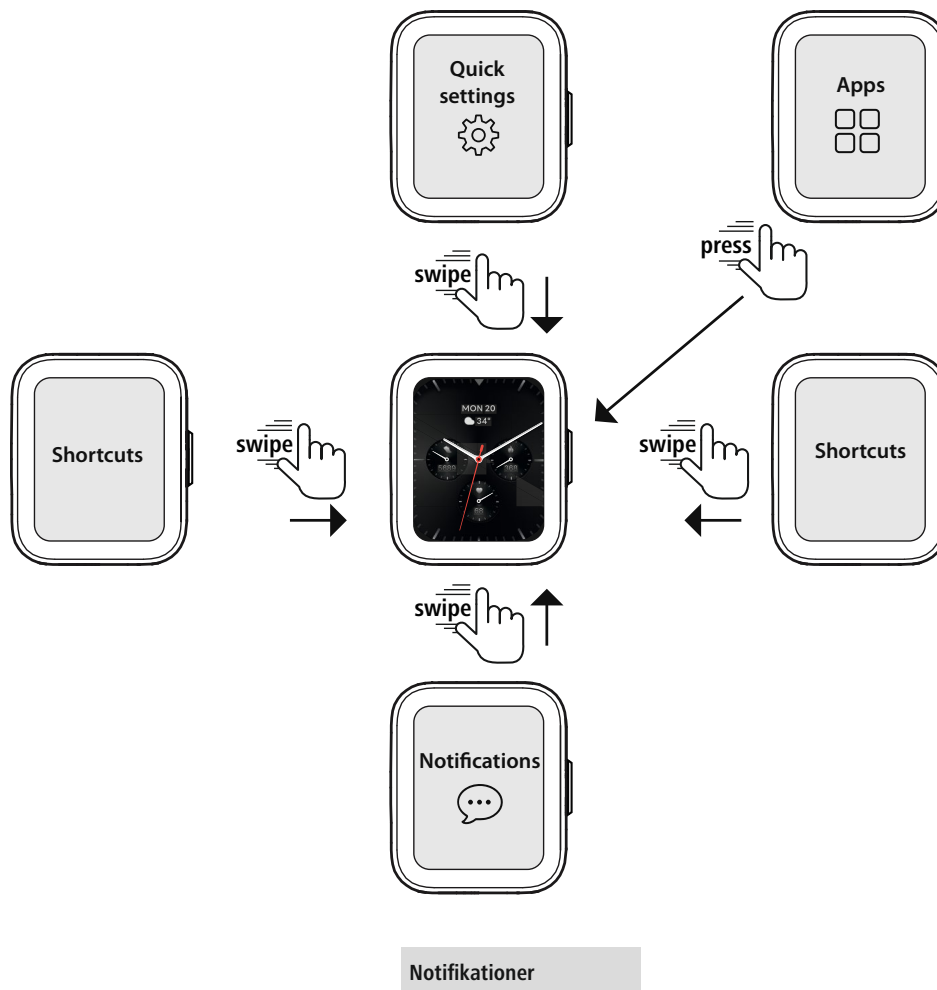 Quick
settings
Apps
press
swipe
Shortcuts
swipe
MON 20
34°
5689
368
68
swipe
Shortcuts
swipe
Notifications
Notifikationer